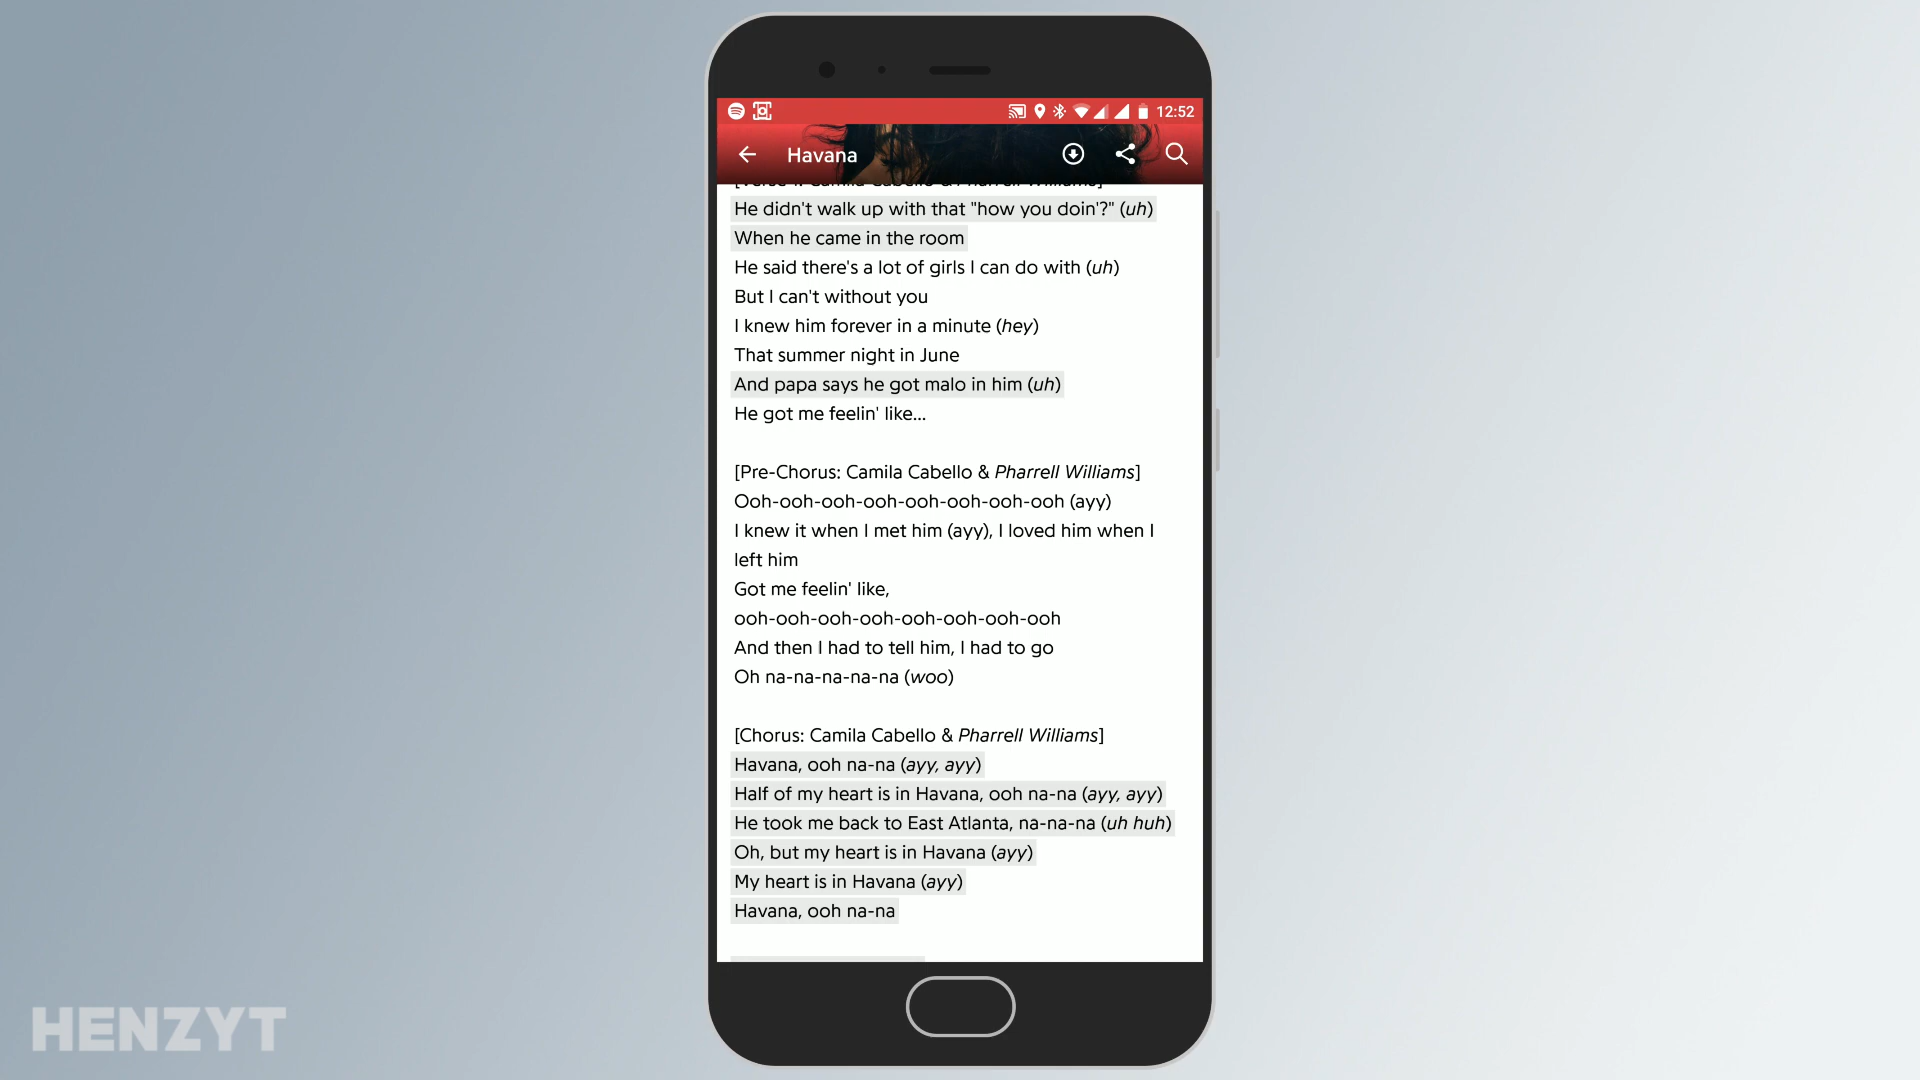 12:52
Havana
He didn't walk up with that "how you doin'?" (uh)
When he came in the room
He said there's a lot of girls I can do with (uh)
But I can't without you
I knew him forever in a minute (hey)
That summer night in June
And papa says he got malo in him (uh)
He got me feelin' like...
[Pre-Chorus: Camila Cabello & Pharrell Williams]
Ooh-ooh-ooh-ooh-ooh-ooh-ooh-ooh (ayy)
I knew it when I met him (ayy), I loved him when I
left him
Got me feelin' like,
ooh-ooh-ooh-ooh-ooh-ooh-ooh-ooh
And then I had to tell him, I had to go
Oh na-na-na-na-na (woo)
[Chorus: Camila Cabello & Pharrell Williams]
Havana, ooh na-na (ayy, ayy)
Half of my heart is in Havana, ooh na-na (ayy, ayy)
He took me back to East Atlanta, na-na-na (uh huh)
Oh, but my heart is in Havana (ayy)
My heart is in Havana (ayy)
Havana, ooh na-na
HENZYT